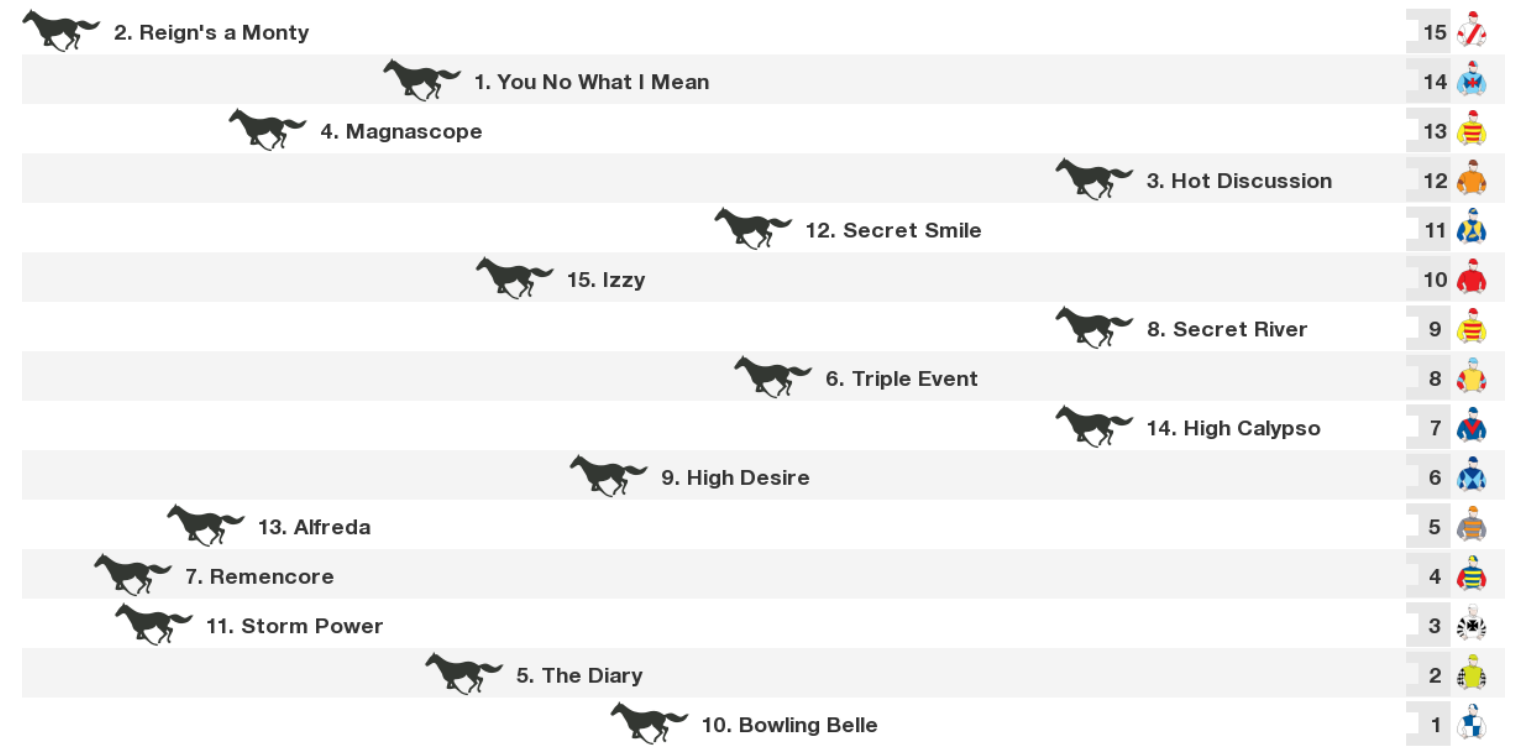 2. Reign's a Monty 15
1. You No What I Mean 14
4. Magnascope 13
3. Hot Discussion 12
12. Secret Smile 11
15. Izzy 10
8. Secret River 9
6. Triple Event 8
14. High Calypso 7
9. High Desire 6
13. Alfreda 5
7. Remencore 4
11. Storm Power 3
5. The Diary 2
10. Bowling Belle 1